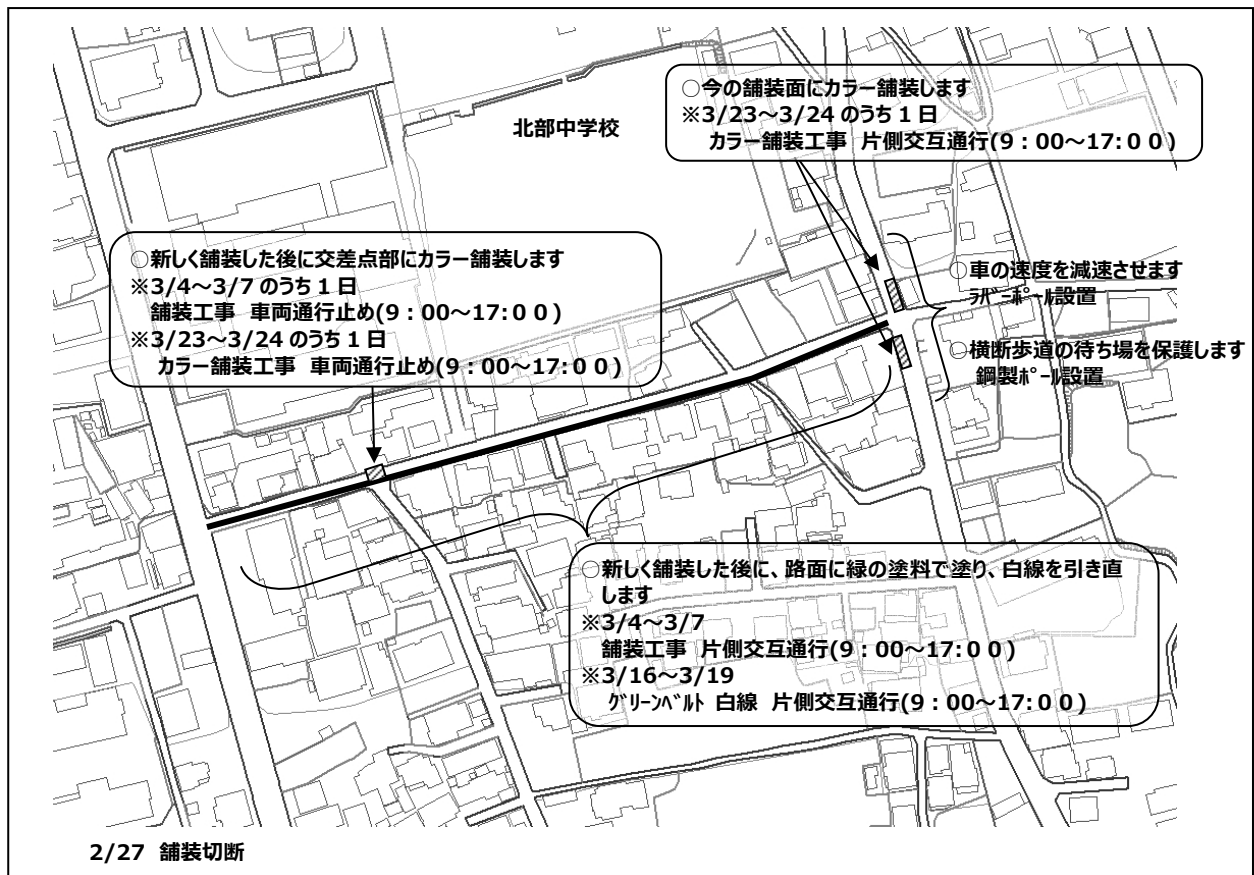 北部中学校
○今の舗装面にカラー舗装します
※3/23~3/24 のうち 1 日
カラー舗装工事 片側交互通行(9:00~17:00)
○新しく舗装した後に交差点部にカラー舗装します
※3/4~3/7 のうち 1 日
舗装工事 車両通行止め(9:00~17:00)
※3/23~3/24 のうち 1 日
カラー舗装工事 車両通行止め(9:00~17:00)
○車の速度を減速させます
ﾗﾊﾞｰﾎﾟｰﾙ設置
○横断歩道の待ち場を保護します
鋼製ﾎﾟｰﾙ設置
○新しく舗装した後に、路面に緑の塗料で塗り、白線を引き直
します
※3/4~3/7
舗装工事 片側交互通行(9:00~17:00)
※3/16~3/19
ｸﾞﾘｰﾝﾍﾞﾙﾄ 白線 片側交互通行(9:00~17:00)
2/27 舗装切断